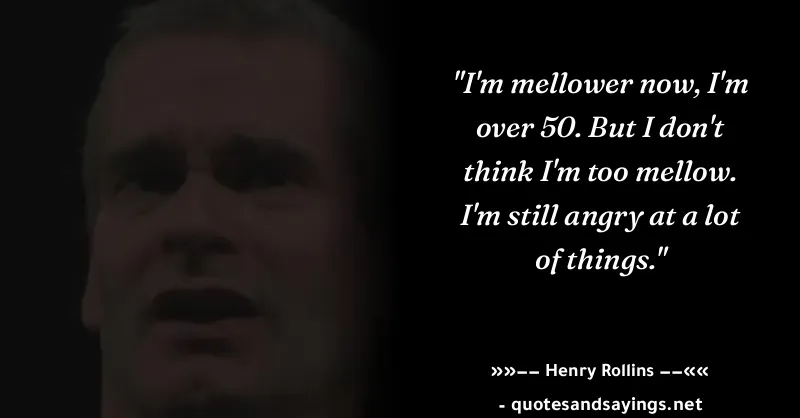 "I'm mellower now, I'm
over 50. But I don't
think I'm too mellow.
I'm still angry at a lot
of things."
»»—— Henry Rollins ——««
- quotesandsayings.net